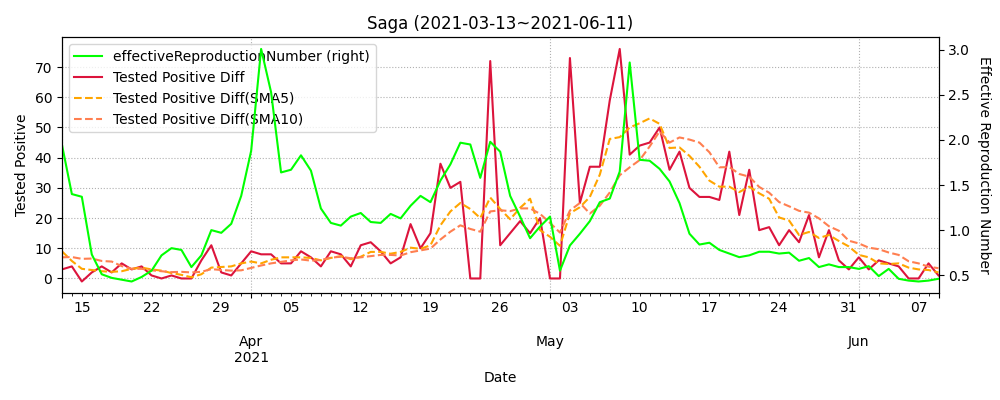 Saga (2021-03-13~2021-06-11)
effectiveReproductionNumber (right)
Tested Positive Diff
Tested Positive Diff(SMA5)
Tested Positive Diff(SMA10)
Tested Positive
70
60
50
40
30
20
10
0
3.0
2.5
2.0
1.5
1.0
0.5
Effective Reproduction Number
15 22 29 05 12 19 26 03 10 17 24 31 07
Apr May Jun
2021
Date